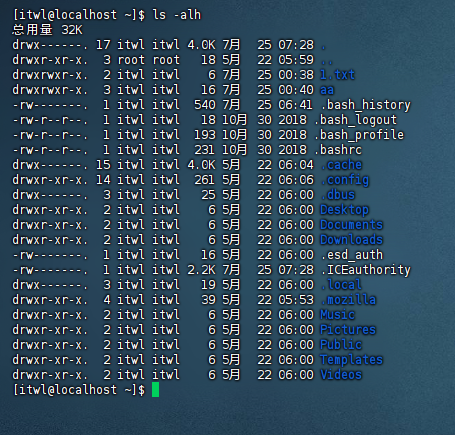 [itwl@localhost ~]$ ls -alh
总用量 32K
drwx------. 17 itwl itwl 4.0K 7月 25 07:28 .
drwxr-xr-x. 3 root root 18 5月 22 05:59 ..
drwxrwxr-x. 2 itwl itwl 6 7月 25 00:38 1.txt
drwxrwxr-x. 3 itwl itwl 16 7月 25 00:40 aa
-rw-------. 1 itwl itwl 540 7月 25 06:41 .bash_history
-rw-r--r--. 1 itwl itwl 18 10月 30 2018 .bash_logout
-rw-r--r--. 1 itwl itwl 193 10月 30 2018 .bash_profile
-rw-r--r--. 1 itwl itwl 231 10月 30 2018 .bashrc
drwx------. 15 itwl itwl 4.0K 5月 22 06:04 .cache
drwxr-xr-x. 14 itwl itwl 261 5月 22 06:06 .config
drwx------. 3 itwl itwl 25 5月 22 06:00 .dbus
drwxr-xr-x. 2 itwl itwl 6 5月 22 06:00 Desktop
drwxr-xr-x. 2 itwl itwl 6 5月 22 06:00 Documents
drwxr-xr-x. 2 itwl itwl 6 5月 22 06:00 Downloads
-rw-------. 1 itwl itwl 16 5月 22 06:00 .esd_auth
-rw-------. 1 itwl itwl 2.2K 7月 25 07:28 .ICEauthority
drwx------. 3 itwl itwl 19 5月 22 06:00 .local
drwxr-xr-x. 4 itwl itwl 39 5月 22 05:53 .mozilla
drwxr-xr-x. 2 itwl itwl 6 5月 22 06:00 Music
drwxr-xr-x. 2 itwl itwl 6 5月 22 06:00 Pictures
drwxr-xr-x. 2 itwl itwl 6 5月 22 06:00 Public
drwxr-xr-x. 2 itwl itwl 6 5月 22 06:00 Templates
drwxr-xr-x. 2 itwl itwl 6 5月 22 06:00 Videos
[itwl@localhost ~]$